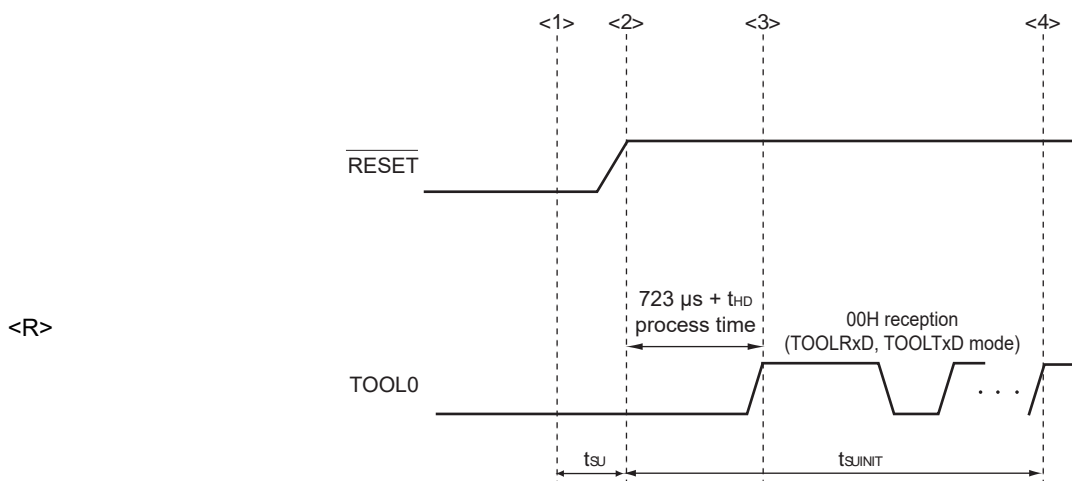 <1> <2> <3> <4>
RESET
723 µs + tHD
process time
00H reception
(TOOLRxD, TOOLTxD mode)
<R>
TOOL0
. . .
tSU tSUINIT